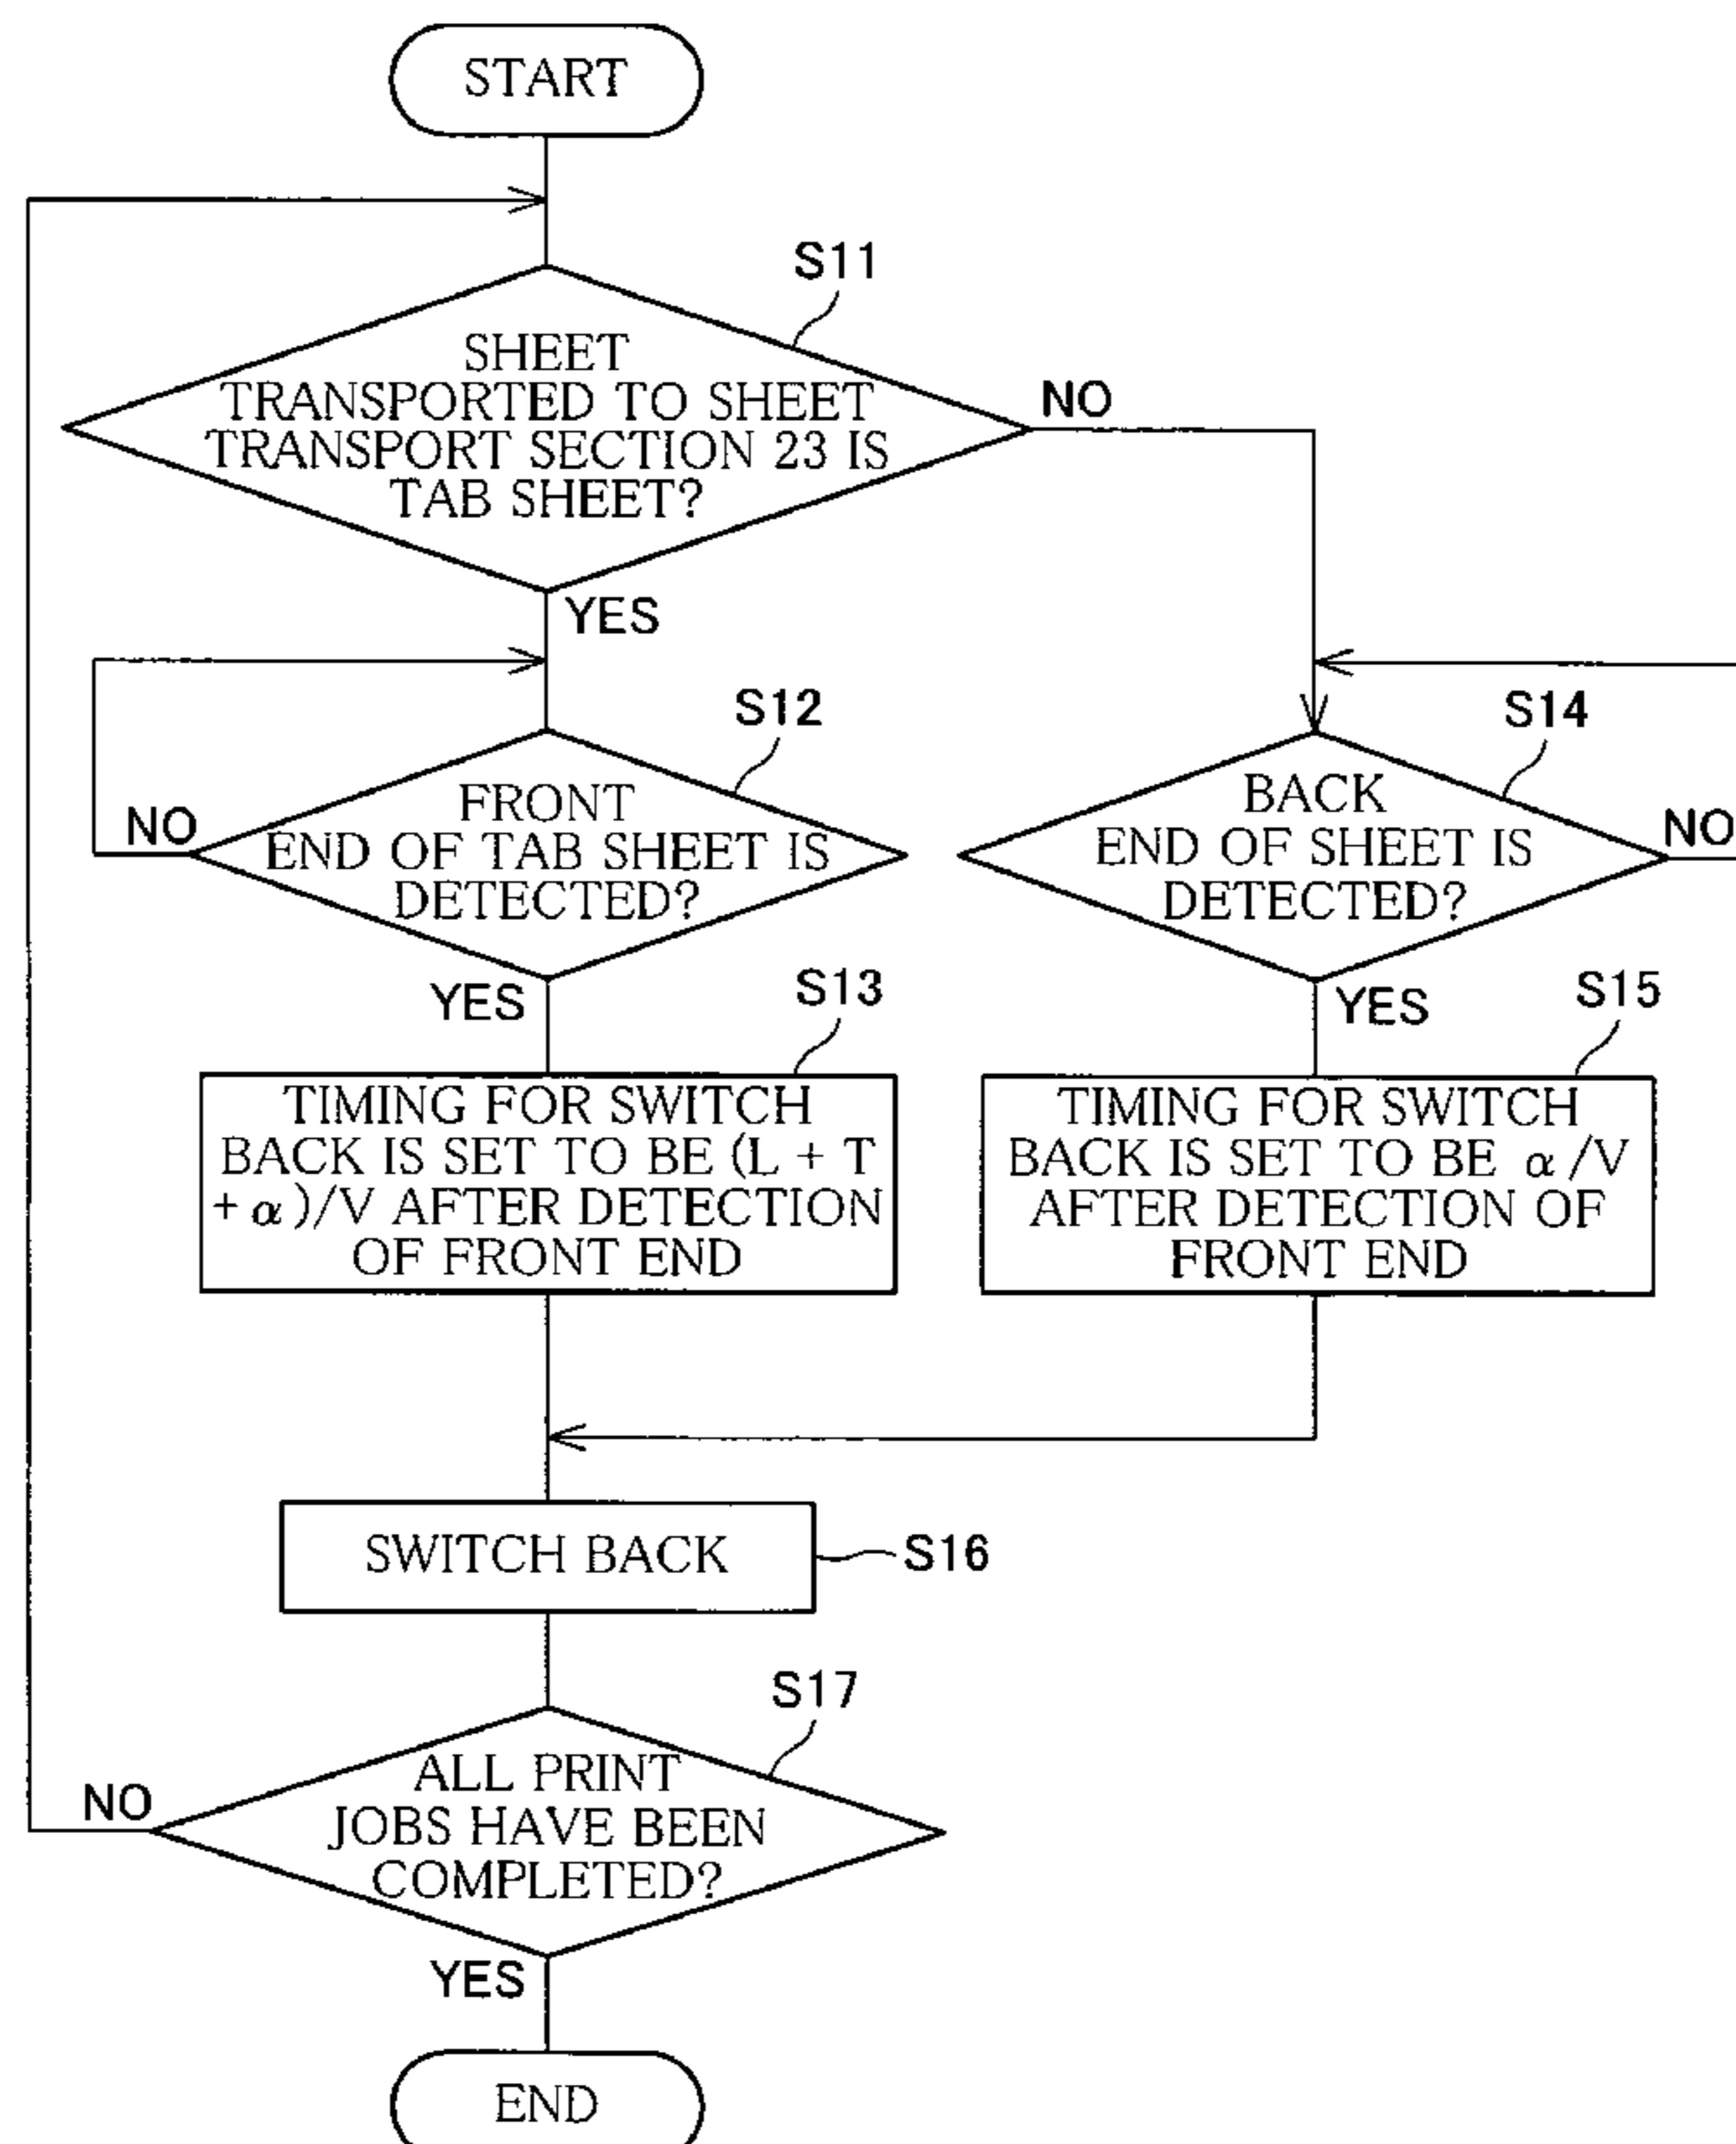 START
S11
SHEET
TRANSPORTED TO SHEET
TRANSPORT SECTION 23 IS
TAB SHEET?
NO
YES
S12
FRONT
END OF TAB SHEET IS
DETECTED?
NO
YES
S14
BACK
END OF SHEET IS
DETECTED?
NO
YES
S13
TIMING FOR SWITCH
BACK IS SET TO BE (L + T
+ α)/V AFTER DETECTION
OF FRONT END
S15
TIMING FOR SWITCH
BACK IS SET TO BE α/V
AFTER DETECTION OF
FRONT END
SWITCH BACK
S16
S17
ALL PRINT
JOBS HAVE BEEN
COMPLETED?
NO
YES
END